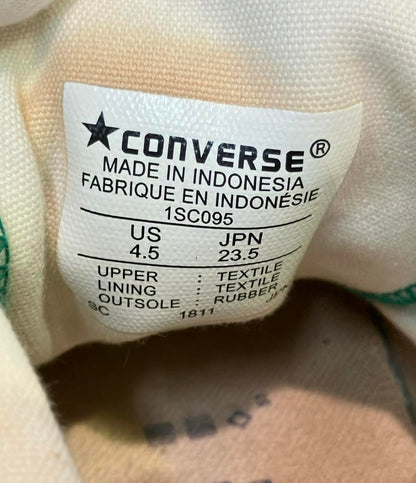 ★CONVERSE®
MADE IN INDONESIA
FABRIQUE EN INDONÉSIE
1SC095
US JPN
4.5 23.5
UPPER : TEXTILE
LINING : TEXTILE
OUTSOLE : RUBBER
SC 1811 JPN